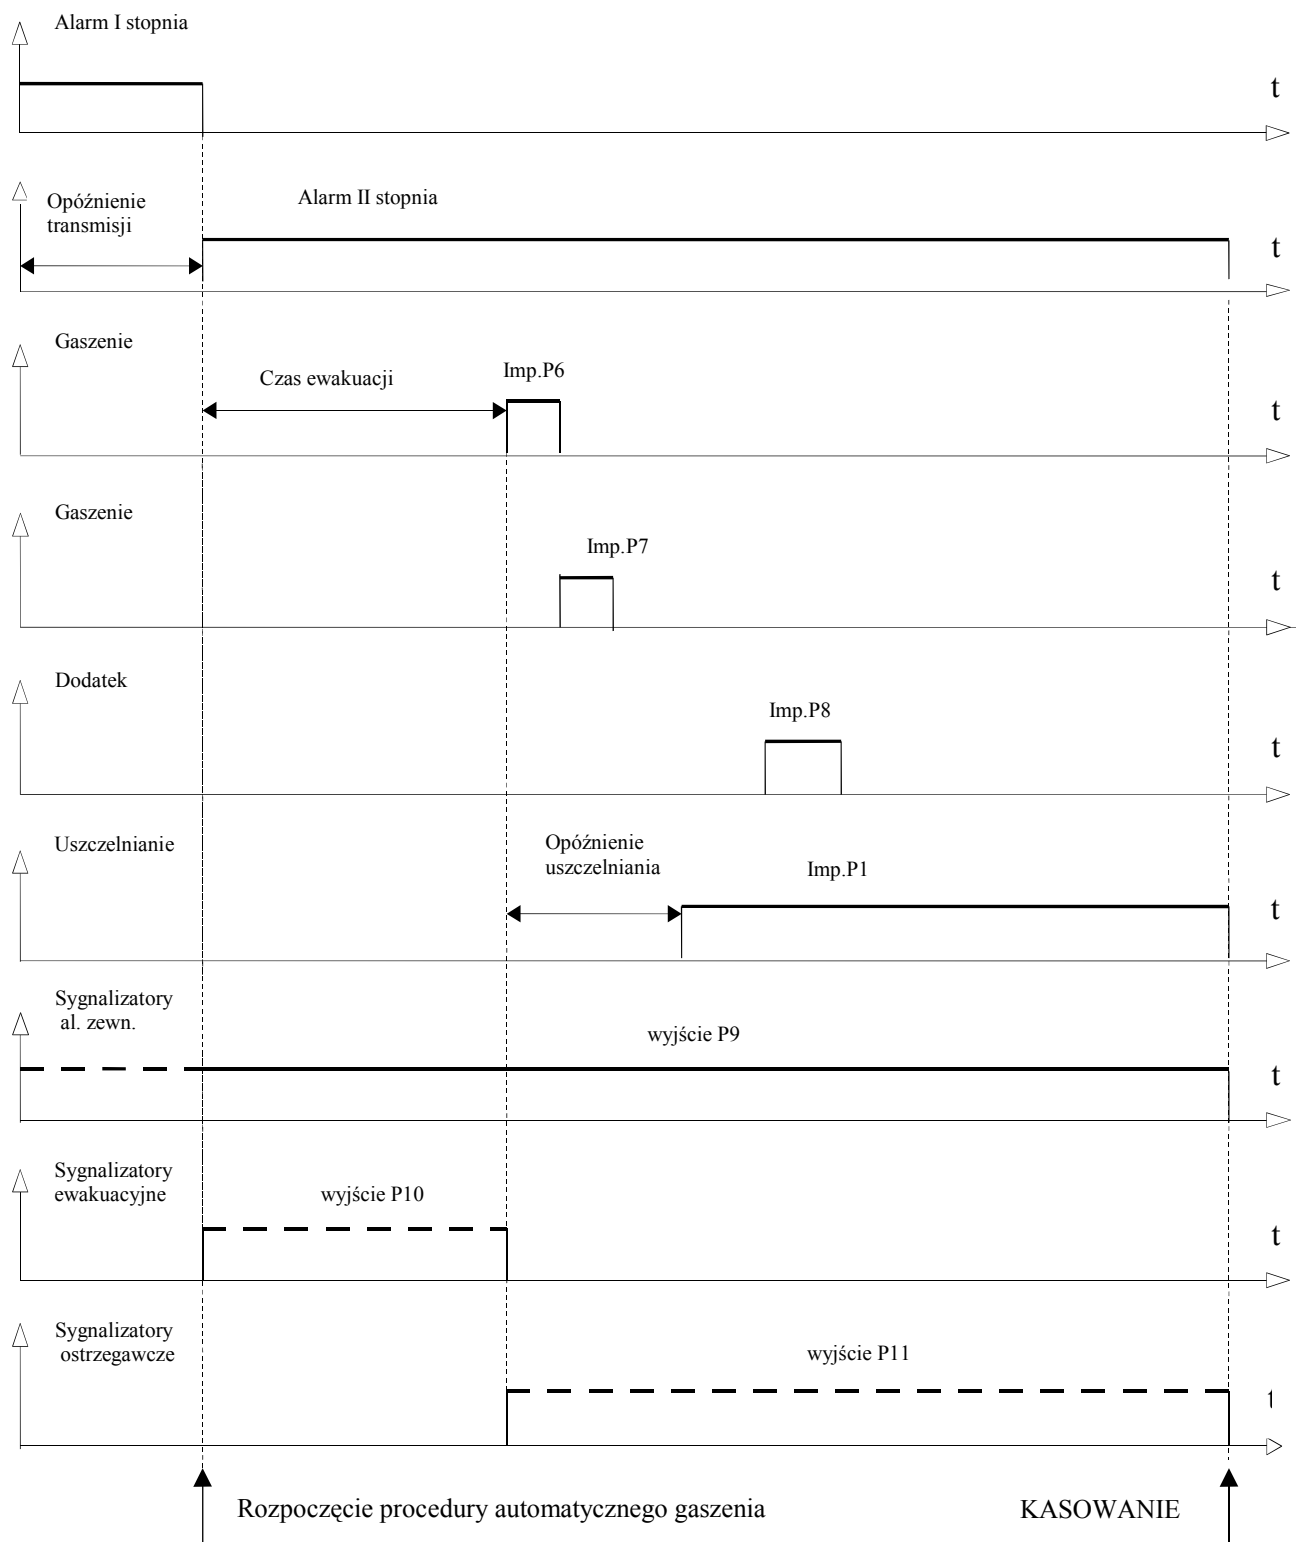 Alarm I stopnia
t
Opóźnienie
transmisji
Alarm II stopnia
t
Gaszenie
Czas ewakuacji
Imp.P6
t
Gaszenie
Imp.P7
t
Dodatek
Imp.P8
t
Uszczelnianie
Opóźnienie
uszczelniania
Imp.P1
t
Sygnalizatory
al. zewn.
wyjście P9
t
Sygnalizatory
ewakuacyjne
wyjście P10
t
Sygnalizatory
ostrzegawcze
wyjście P11
t
Rozpoczęcie procedury automatycznego gaszenia
KASOWANIE